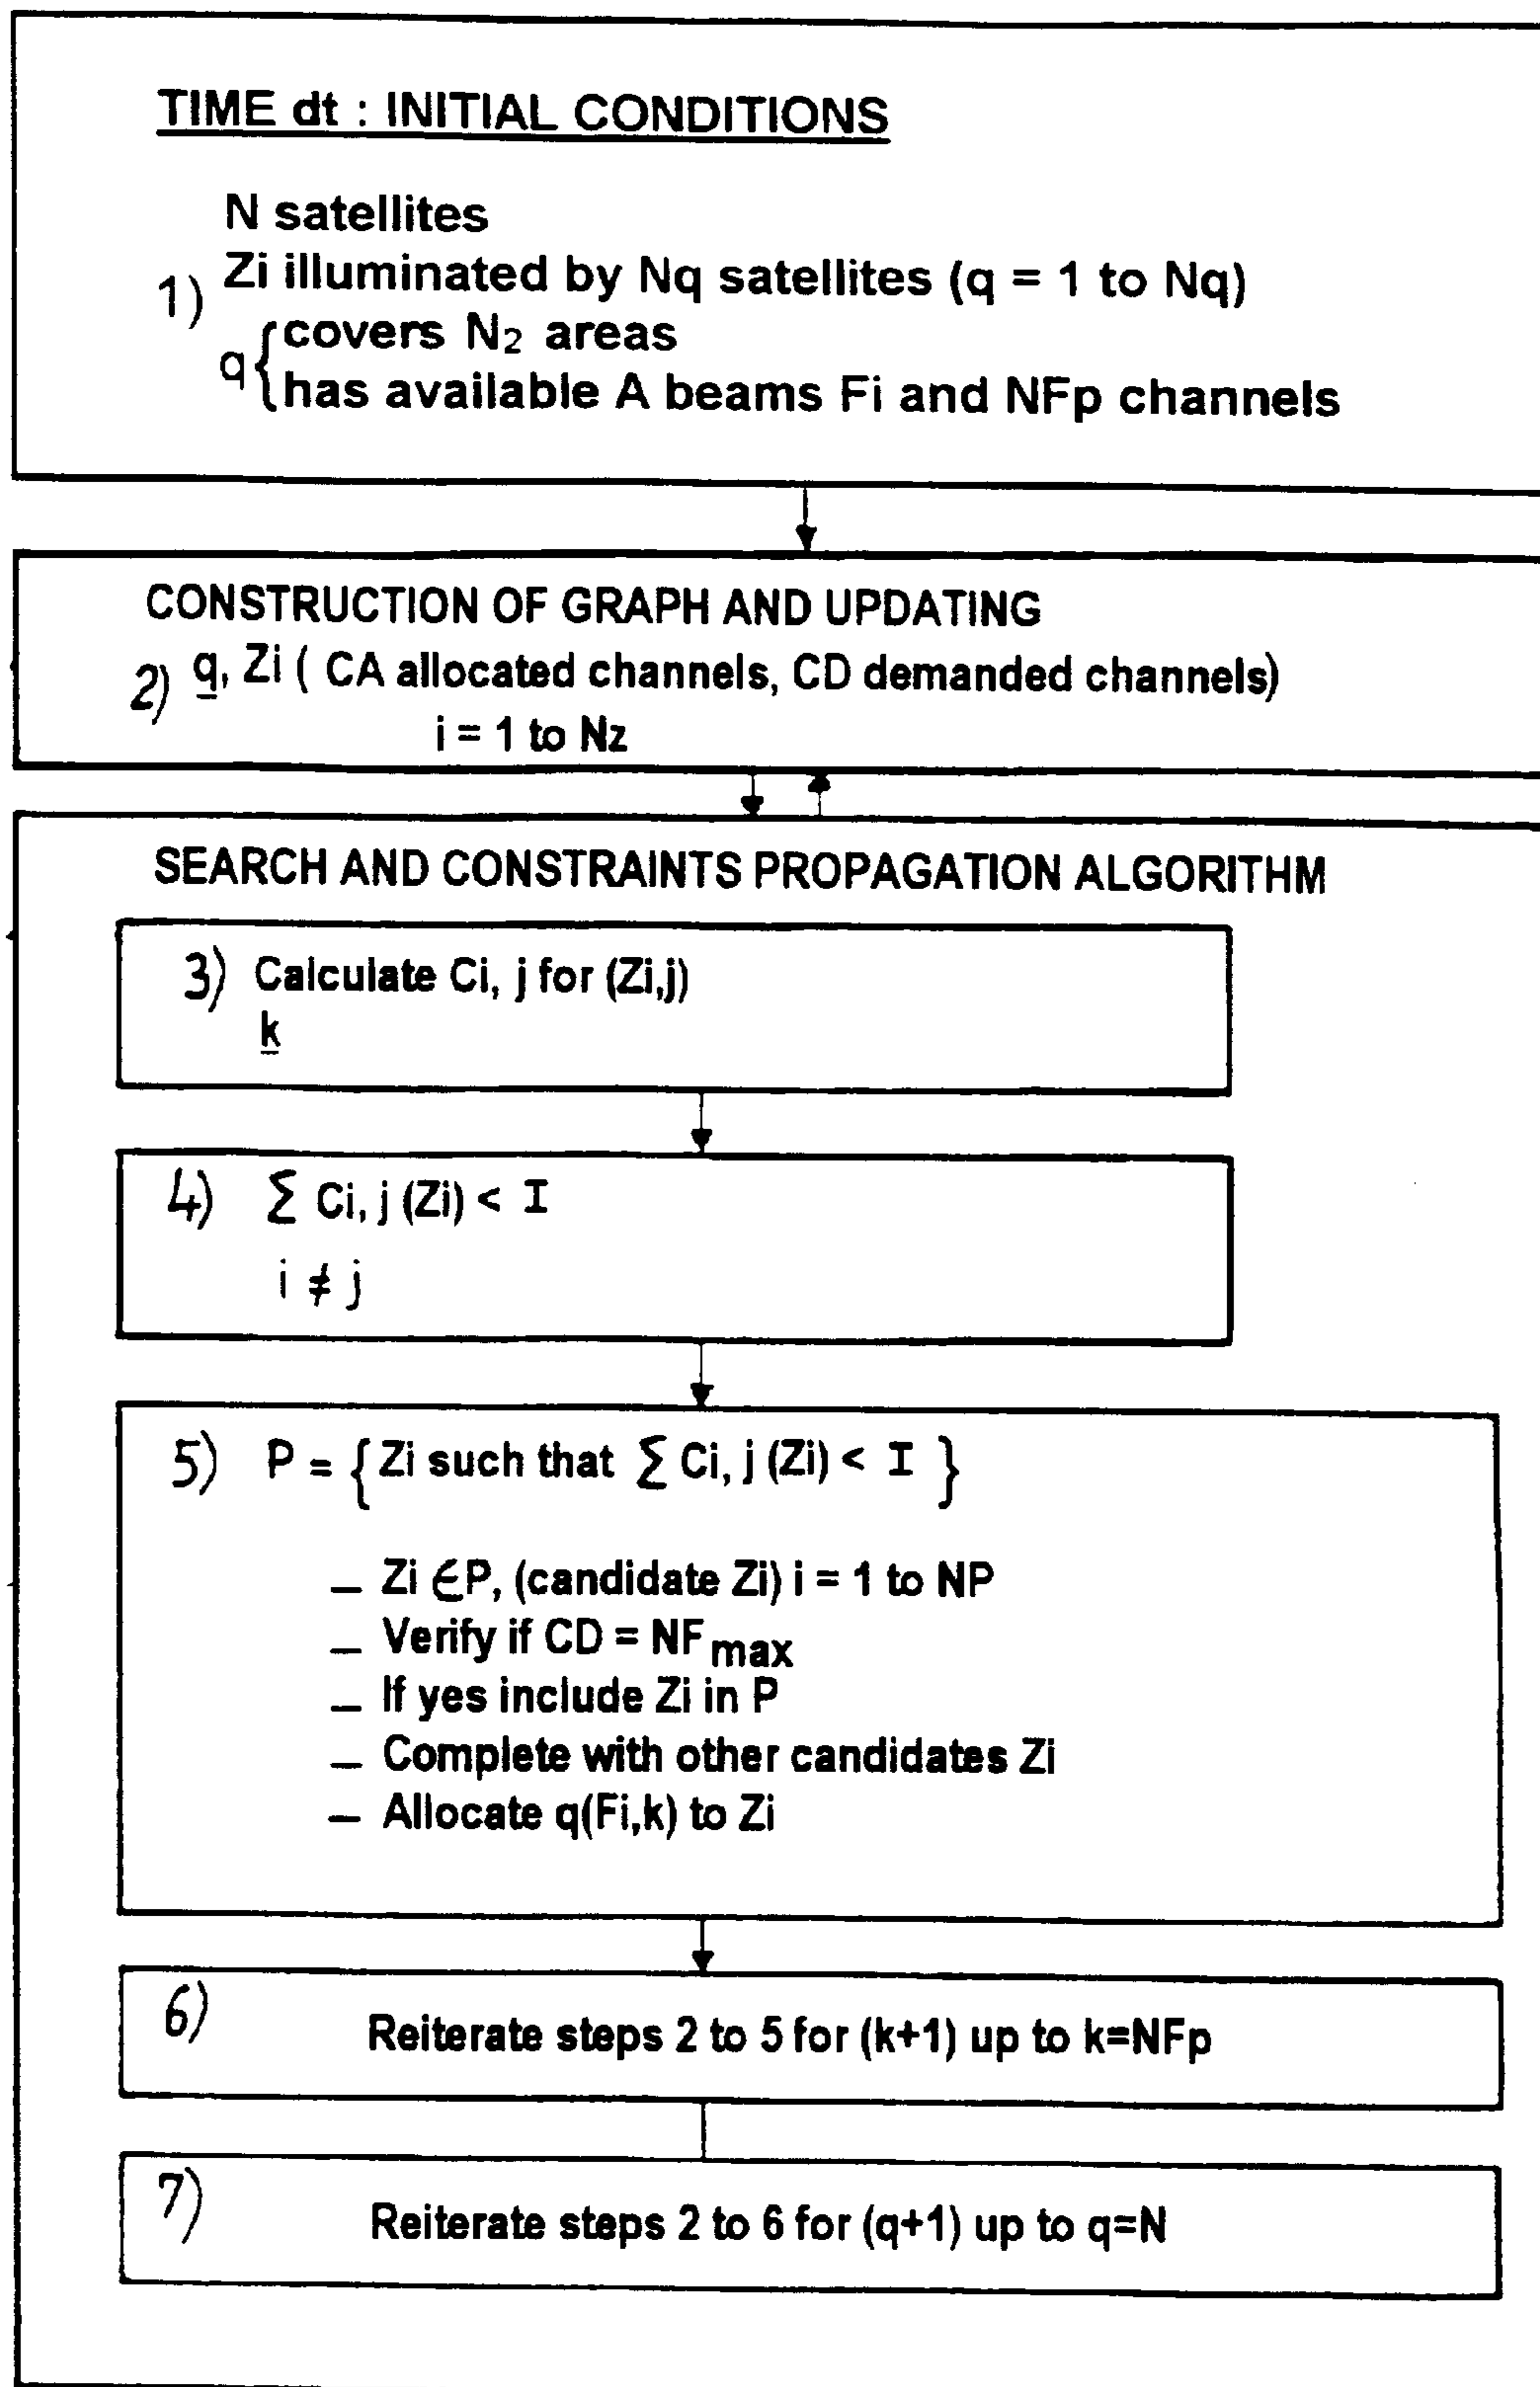 TIME dt : INITIAL CONDITIONS
N satellites
1) Zi illuminated by Nq satellites (q = 1 to Nq)
q { covers N2 areas
has available A beams Fi and NFp channels
CONSTRUCTION OF GRAPH AND UPDATING
2) q, Zi ( CA allocated channels, CD demanded channels)
i = 1 to Nz
SEARCH AND CONSTRAINTS PROPAGATION ALGORITHM
3) Calculate Ci, j for (Zi,j)
k
4) Σ Ci, j (Zi) < I
i ≠ j
5) P = { Zi such that Σ Ci, j (Zi) < I }
– Zi ∈P, (candidate Zi) i = 1 to NP
– Verify if CD = NFmax
– If yes include Zi in P
– Complete with other candidates Zi
– Allocate q(Fi,k) to Zi
6) Reiterate steps 2 to 5 for (k+1) up to k=NFp
7) Reiterate steps 2 to 6 for (q+1) up to q=N